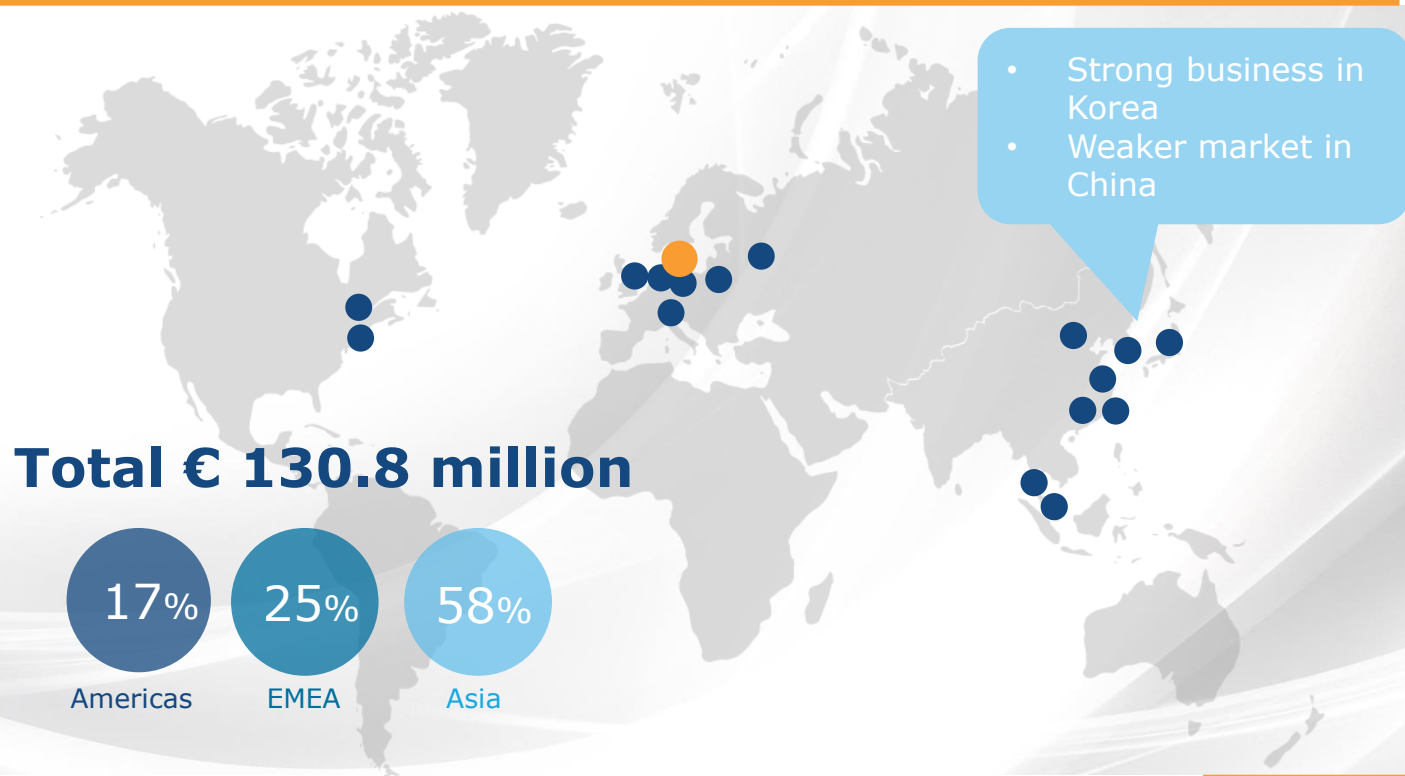 • Strong business in
Korea
• Weaker market in
China
Total € 130.8 million
17%
25%
58%
Americas
EMEA
Asia